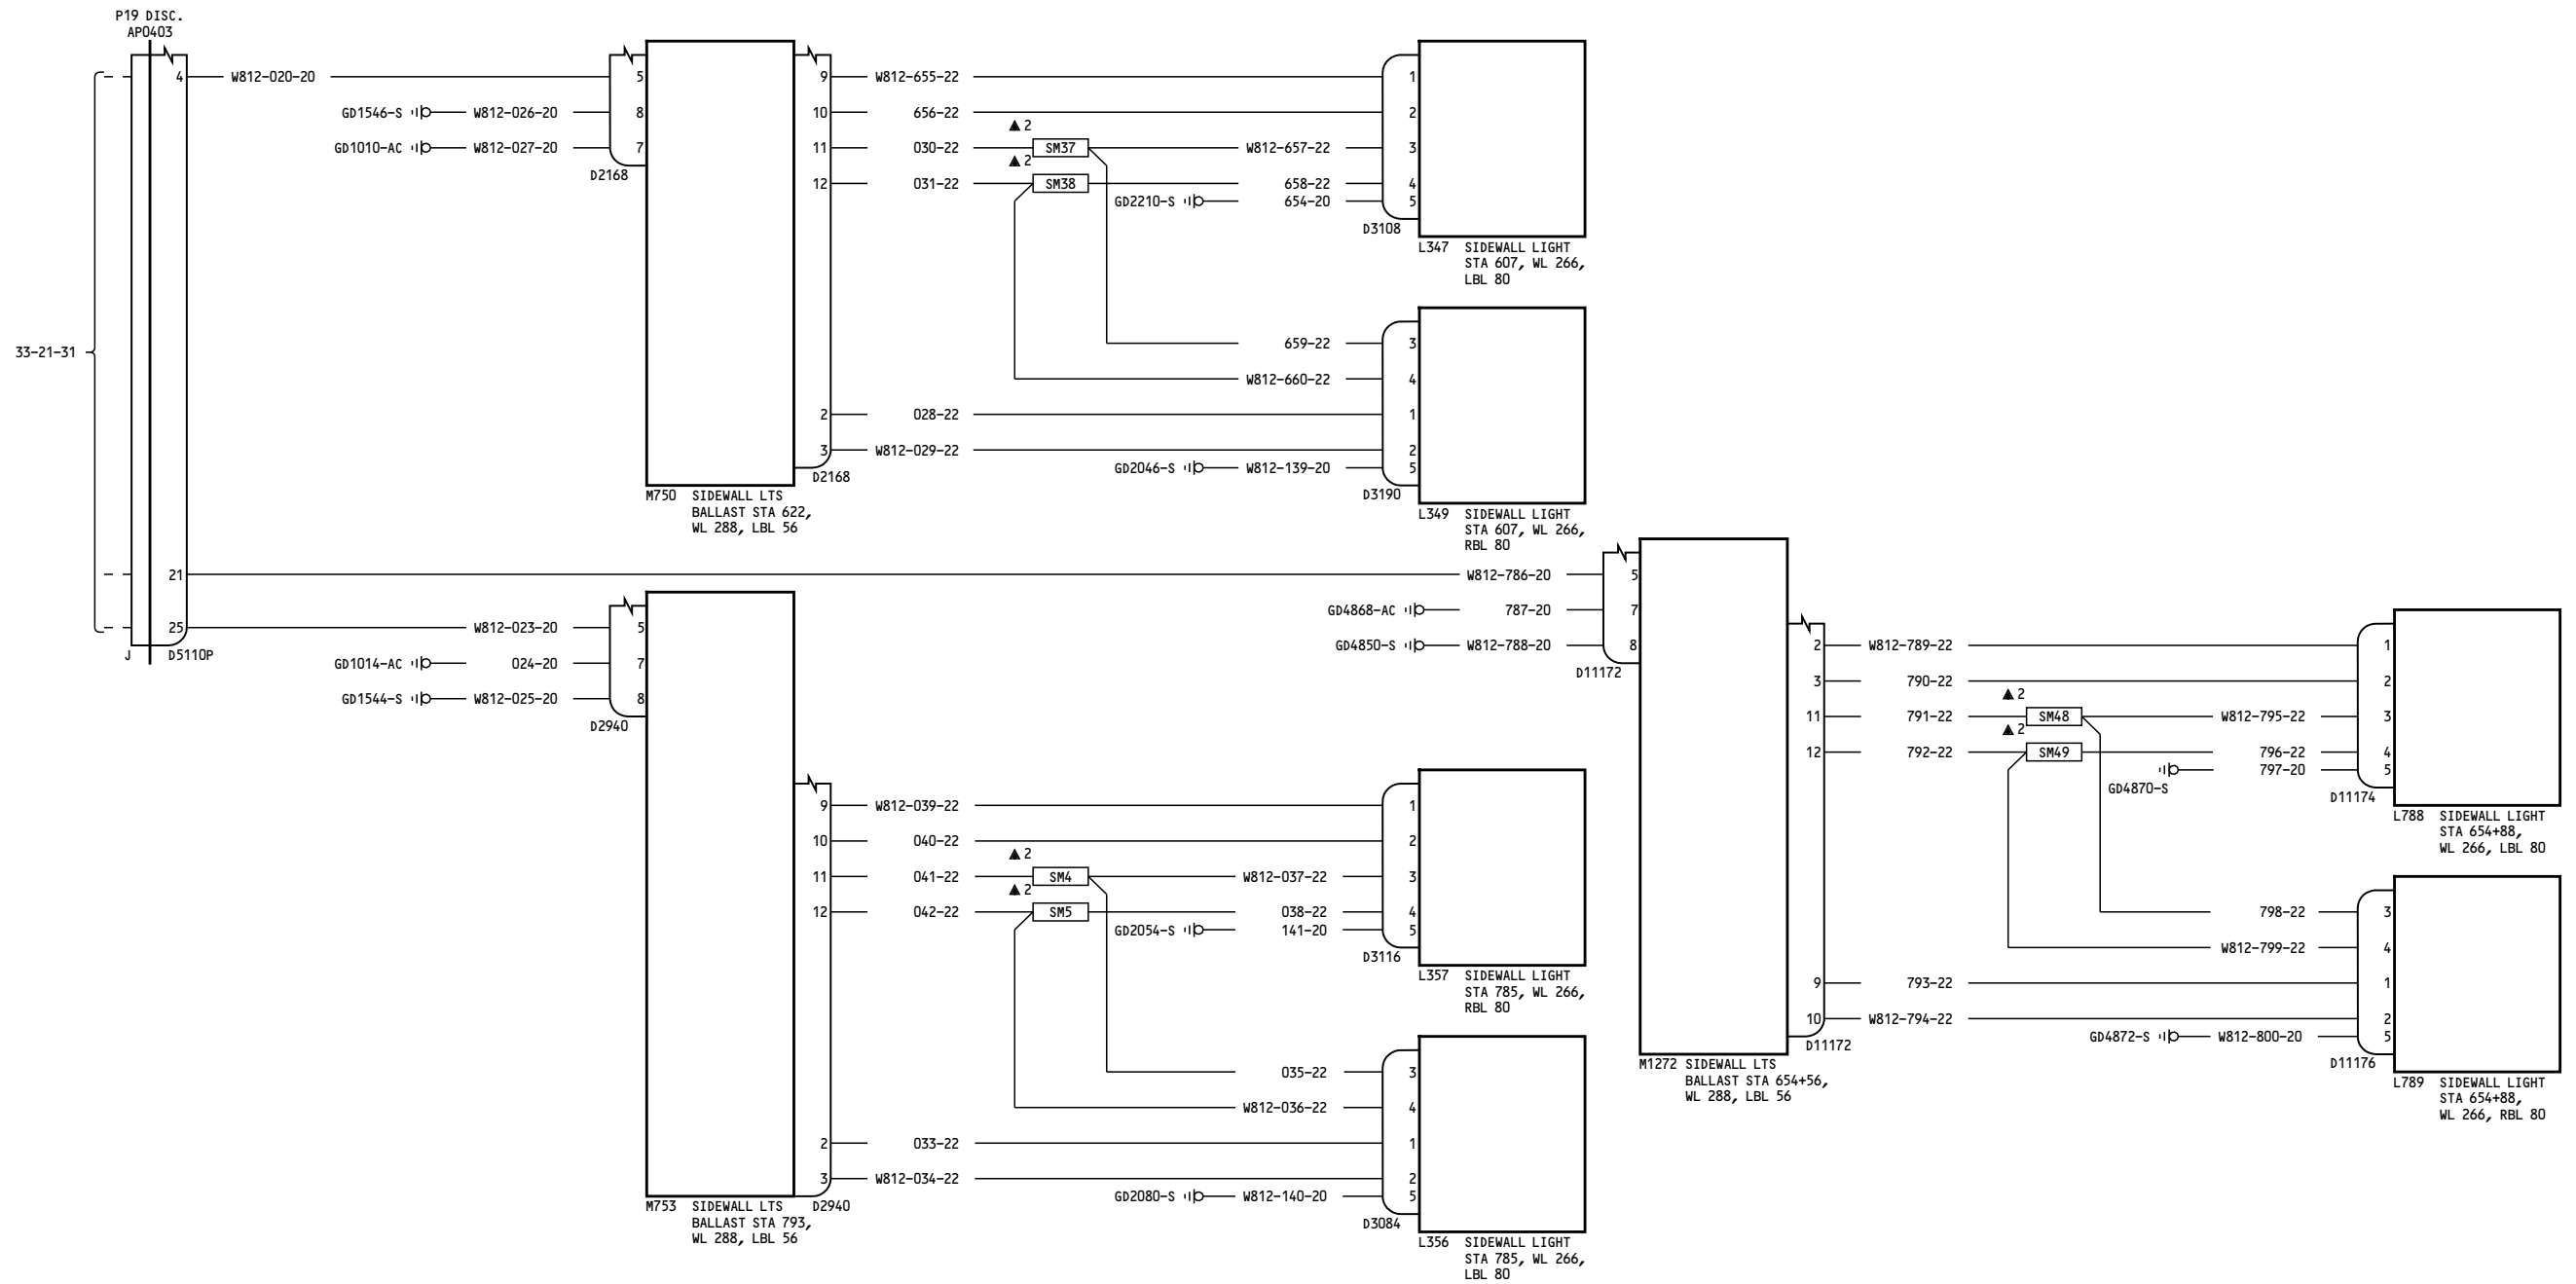 P19 DISC.
AP0403
33-21-31
4
W812-020-20
21
25
J
D5110P
GD1546-S
W812-026-20
GD1010-AC
W812-027-20
5
8
7
D2168
M750 SIDEWALL LTS
BALLAST STA 622,
WL 288, LBL 56
9
W812-655-22
10
656-22
11
030-22
12
031-22
▲ 2
SM37
▲ 2
SM38
W812-657-22
658-22
GD2210-S
654-20
659-22
W812-660-22
2
028-22
3
W812-029-22
D2168
GD2046-S
W812-139-20
1
2
3
4
5
D3108
L347 SIDEWALL LIGHT
STA 607, WL 266,
LBL 80
3
4
1
2
5
D3190
L349 SIDEWALL LIGHT
STA 607, WL 266,
RBL 80
W812-023-20
GD1014-AC
024-20
GD1544-S
W812-025-20
5
7
8
D2940
M753 SIDEWALL LTS
BALLAST STA 793,
WL 288, LBL 56
9
W812-039-22
10
040-22
11
041-22
12
042-22
▲ 2
SM4
▲ 2
SM5
W812-037-22
038-22
GD2054-S
141-20
035-22
W812-036-22
2
033-22
3
W812-034-22
D2940
GD2080-S
W812-140-20
1
2
3
4
5
D3116
L357 SIDEWALL LIGHT
STA 785, WL 266,
RBL 80
3
4
1
2
5
D3084
L356 SIDEWALL LIGHT
STA 785, WL 266,
LBL 80
W812-786-20
GD4868-AC
787-20
GD4850-S
W812-788-20
5
7
8
D11172
M1272 SIDEWALL LTS
BALLAST STA 654+56,
WL 288, LBL 56
2
W812-789-22
3
790-22
11
791-22
12
792-22
▲ 2
SM48
▲ 2
SM49
W812-795-22
796-22
797-20
GD4870-S
798-22
W812-799-22
9
793-22
10
W812-794-22
D11172
GD4872-S
W812-800-20
1
2
3
4
5
D11174
L788 SIDEWALL LIGHT
STA 654+88,
WL 266, LBL 80
3
4
1
2
5
D11176
L789 SIDEWALL LIGHT
STA 654+88,
WL 266, RBL 80